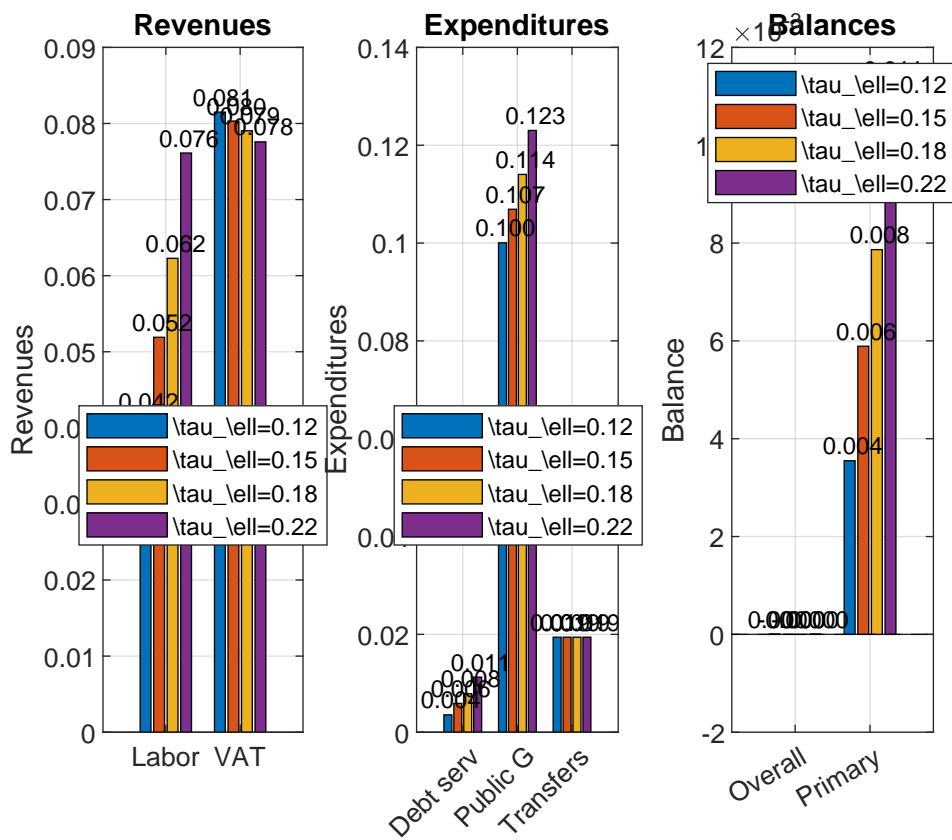 Revenues
0.09
0.08
0.07
0.06
0.05
0.02
0.01
0
Revenues
0.042
0.052
0.062
0.076
0.081
0.080
0.079
0.078
\tau_\ell=0.12
\tau_\ell=0.15
\tau_\ell=0.18
\tau_\ell=0.22
Labor
VAT
Expenditures
0.14
0.12
0.1
0.08
0.02
0
Expenditures
0.004
0.006
0.008
0.011
0.100
0.107
0.114
0.123
\tau_\ell=0.12
\tau_\ell=0.15
\tau_\ell=0.18
\tau_\ell=0.22
Debt serv
Public G
Transfers
Balances
12
8
6
4
2
0
-2
Balance
\tau_\ell=0.12
\tau_\ell=0.15
\tau_\ell=0.18
\tau_\ell=0.22
0.004
0.006
0.008
Overall
Primary